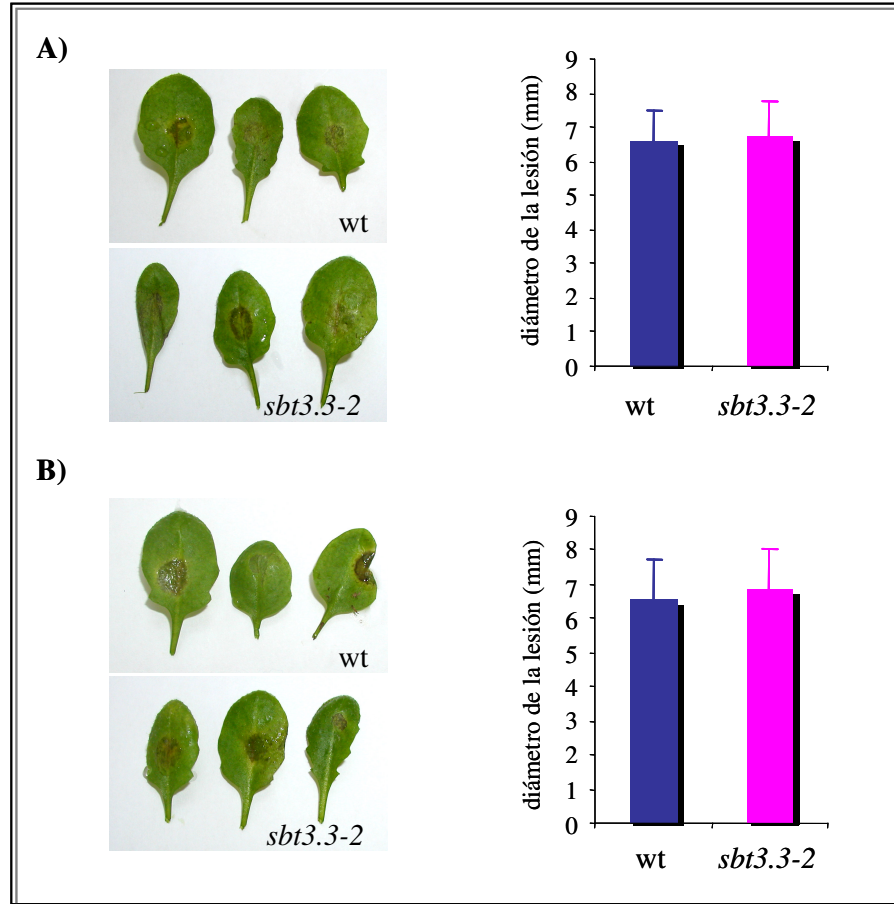 A)
wt
sbt3.3-2
diámetro de la lesión (mm)
9
8
7
6
5
4
3
2
1
0
wt sbt3.3-2
B)
wt
sbt3.3-2
diámetro de la lesión (mm)
9
8
7
6
5
4
3
2
1
0
wt sbt3.3-2